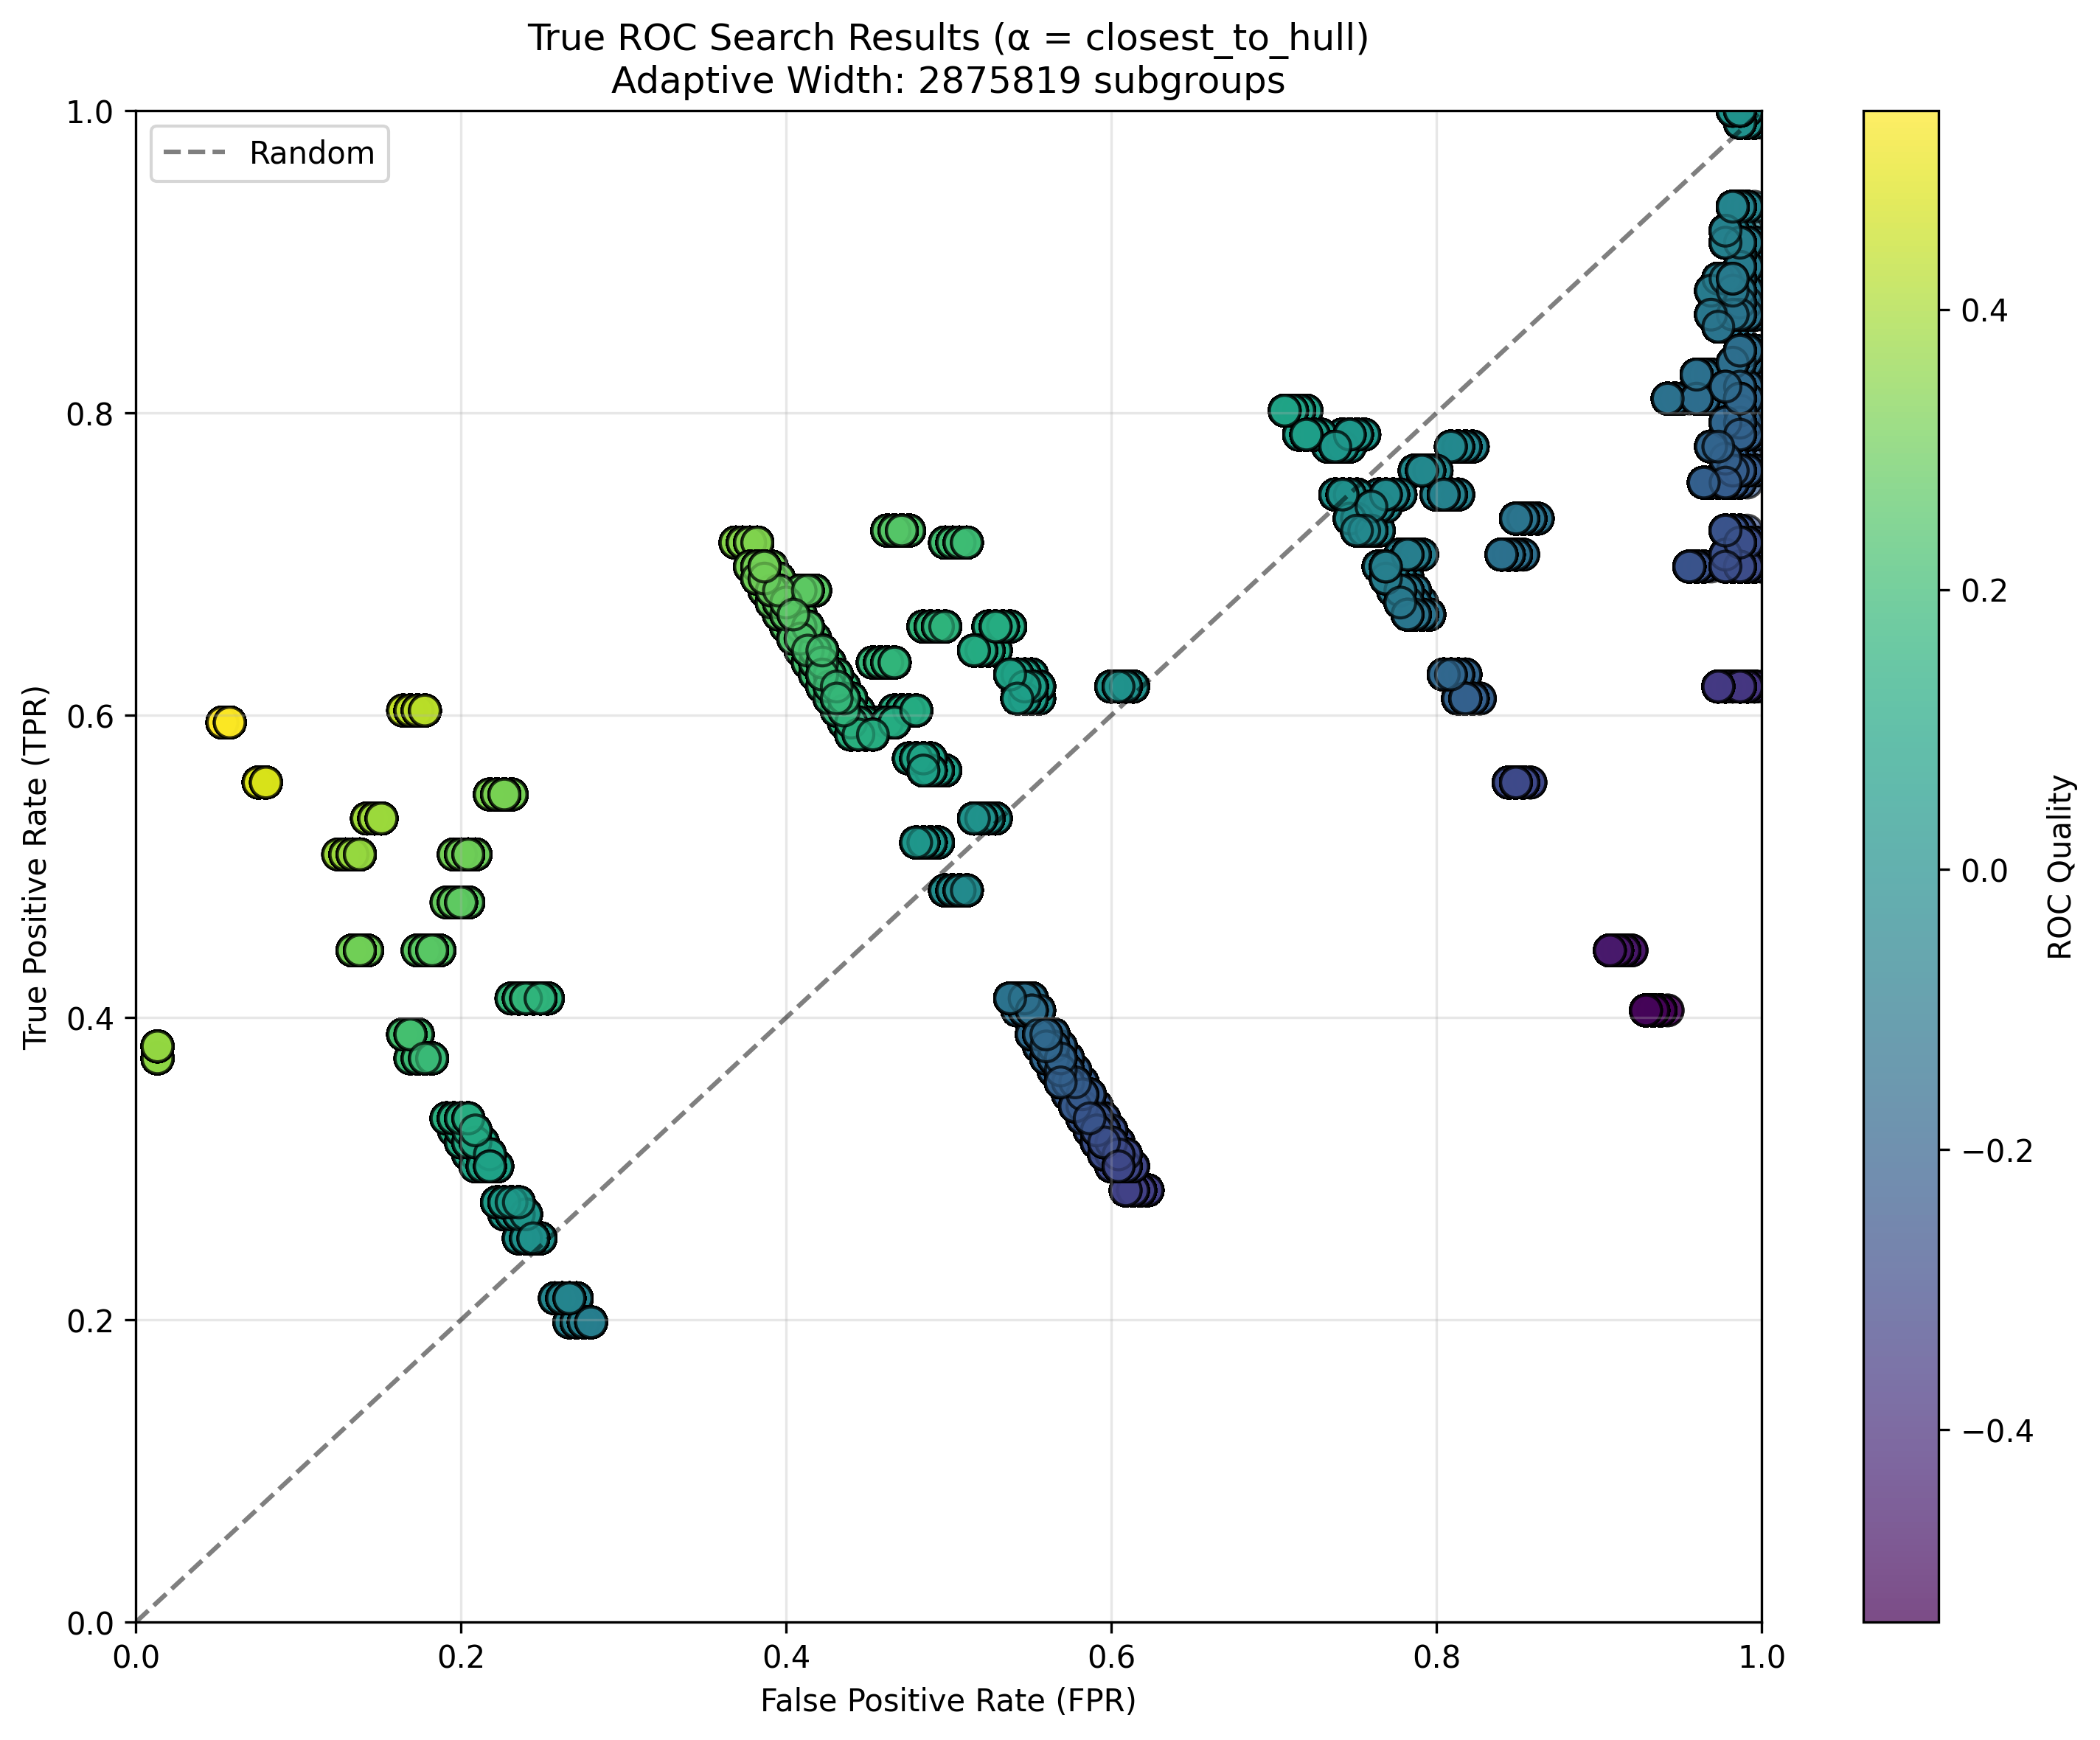 True ROC Search Results (α = closest_to_hull)
Adaptive Width: 2875819 subgroups
Random
True Positive Rate (TPR)
1.0
0.8
0.6
0.4
0.2
0.0
0.0 0.2 0.4 0.6 0.8 1.0
False Positive Rate (FPR)
0.4
0.2
0.0
−0.2
−0.4
ROC Quality